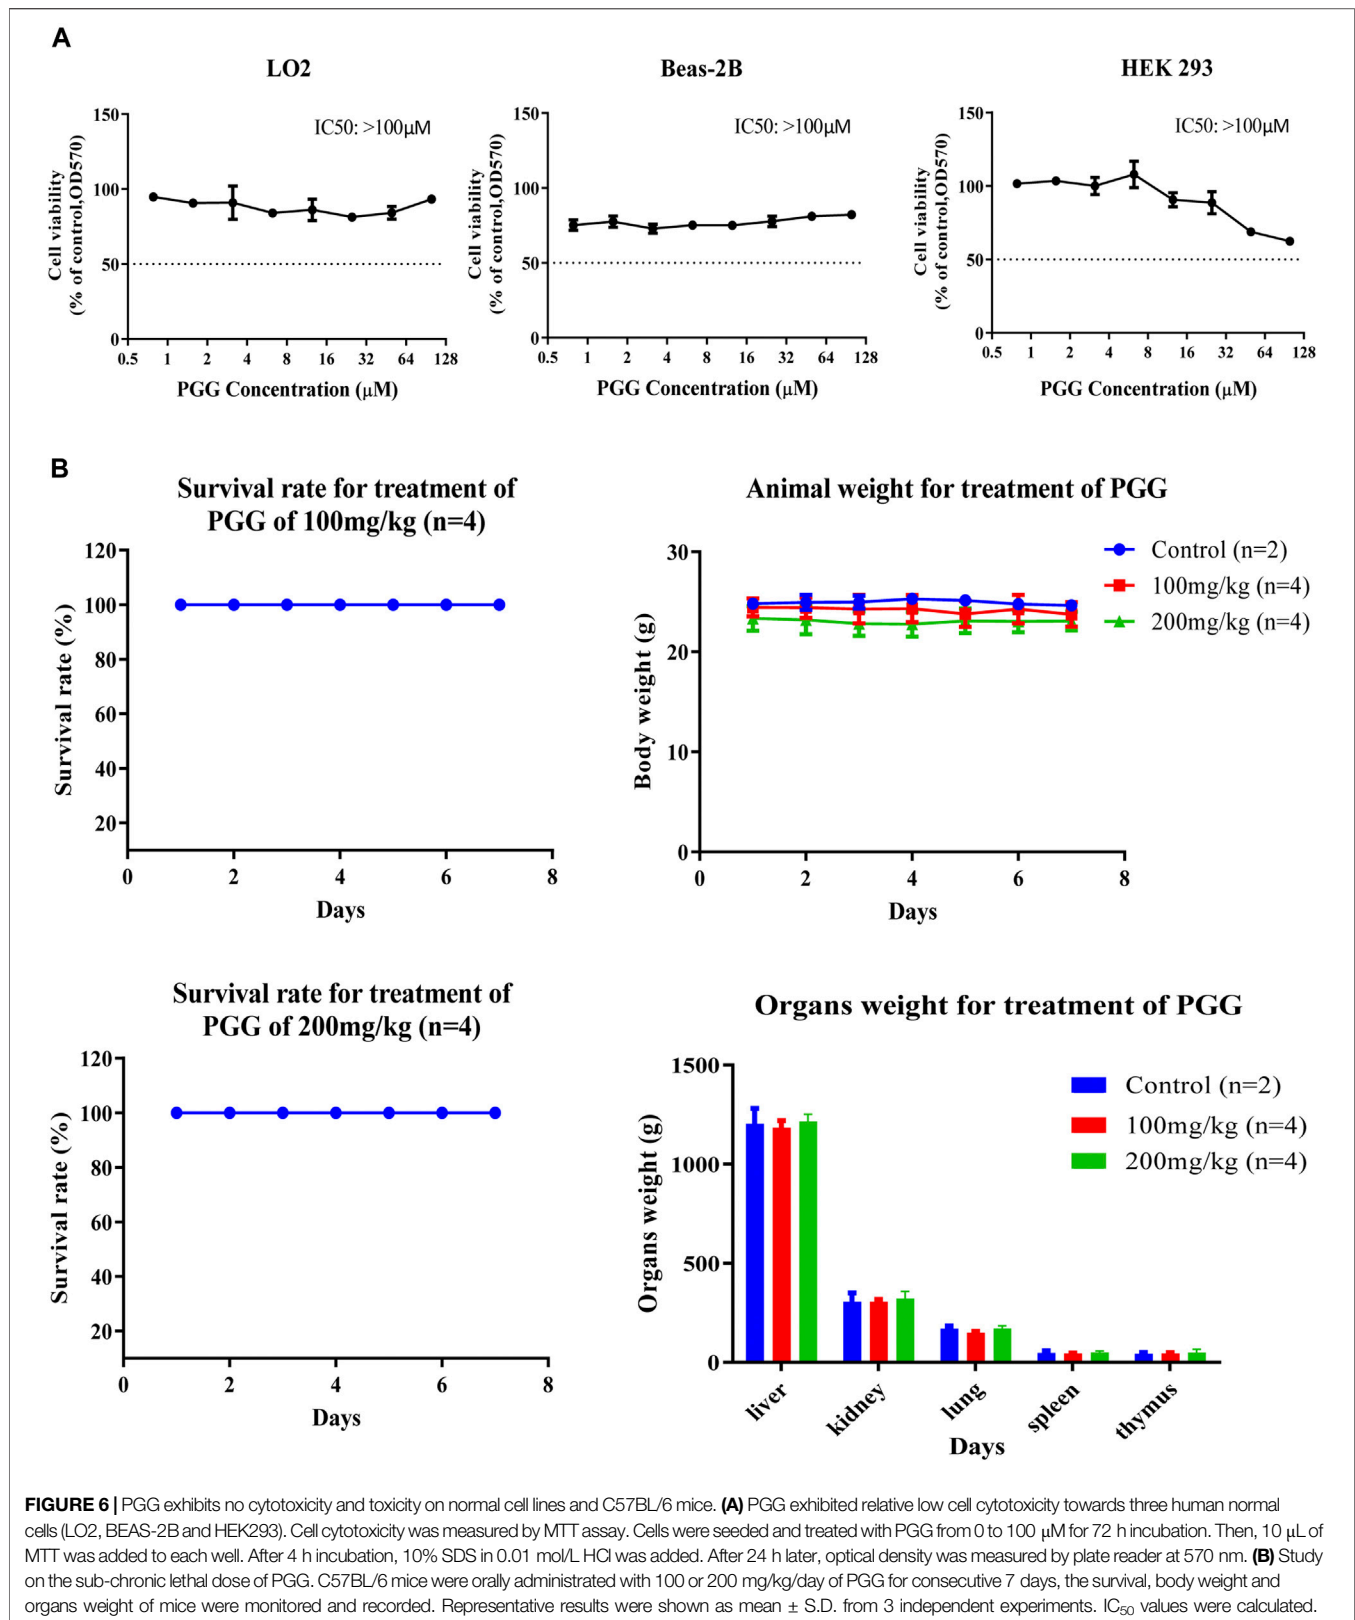 A
LO2
150
100
50
0
Cell viability
(% of control,OD570)
IC50: >100μM
0.5 1 2 4 8 16 32 64 128
PGG Concentration (μM)
Beas-2B
150
100
50
0
Cell viability
(% of control,OD570)
IC50: >100μM
0.5 1 2 4 8 16 32 64 128
PGG Concentration (μM)
HEK 293
150
100
50
0
Cell viability
(% of control,OD570)
IC50: >100μM
0.5 1 2 4 8 16 32 64 128
PGG Concentration (μM)
B
Survival rate for treatment of
PGG of 100mg/kg (n=4)
120
100
80
60
40
20
Survival rate (%)
0 2 4 6 8
Days
Animal weight for treatment of PGG
30
20
10
0
Body weight (g)
Control (n=2)
100mg/kg (n=4)
200mg/kg (n=4)
0 2 4 6 8
Days
Survival rate for treatment of
PGG of 200mg/kg (n=4)
120
100
80
60
40
20
Survival rate (%)
0 2 4 6 8
Days
Organs weight for treatment of PGG
1500
1000
500
0
Organs weight (g)
Control (n=2)
100mg/kg (n=4)
200mg/kg (n=4)
liver kidney lung spleen thymus
Days
FIGURE 6 | PGG exhibits no cytotoxicity and toxicity on normal cell lines and C57BL/6 mice. (A) PGG exhibited relative low cell cytotoxicity towards three human normal
cells (LO2, BEAS-2B and HEK293). Cell cytotoxicity was measured by MTT assay. Cells were seeded and treated with PGG from 0 to 100 μM for 72 h incubation. Then, 10 μL of
MTT was added to each well. After 4 h incubation, 10% SDS in 0.01 mol/L HCl was added. After 24 h later, optical density was measured by plate reader at 570 nm. (B) Study
on the sub-chronic lethal dose of PGG. C57BL/6 mice were orally administrated with 100 or 200 mg/kg/day of PGG for consecutive 7 days, the survival, body weight and
organs weight of mice were monitored and recorded. Representative results were shown as mean ± S.D. from 3 independent experiments. IC50 values were calculated.